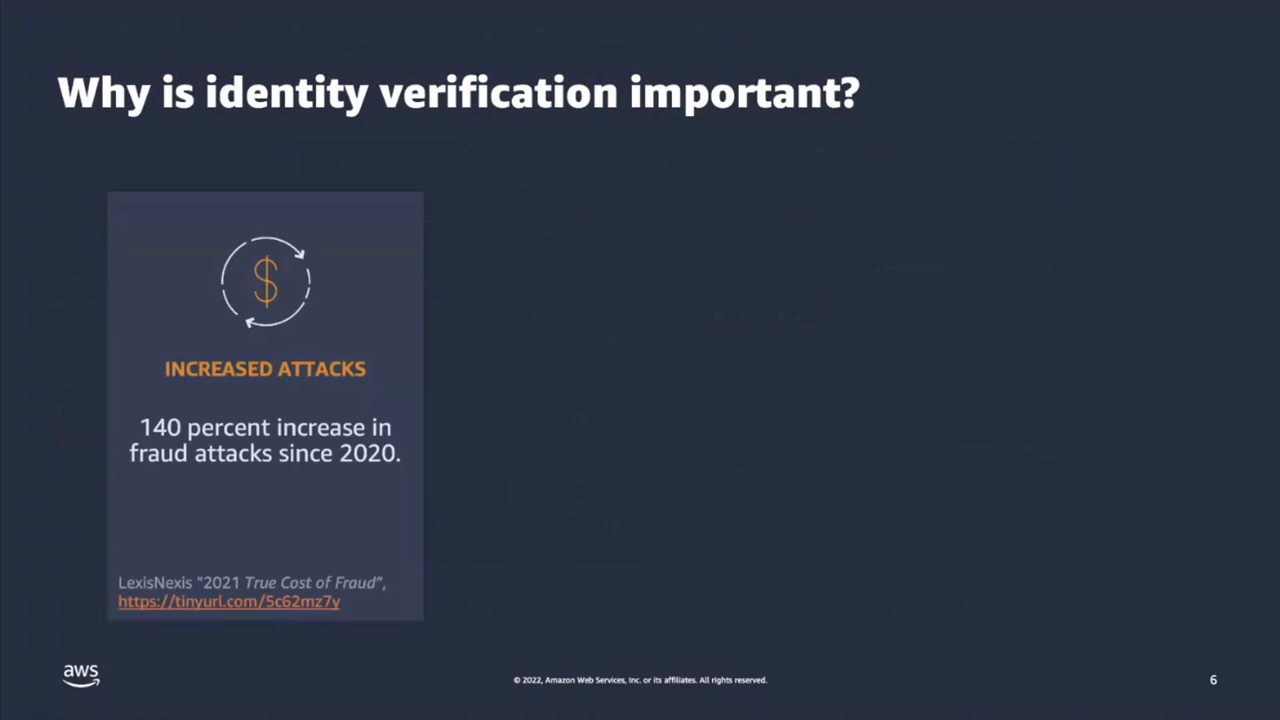 Why is identity verification important?
$
INCREASED ATTACKS
140 percent increase in
fraud attacks since 2020.
LexisNexis "2021 True Cost of Fraud",
https://tinyurl.com/5c62mz7y
aws
© 2022, Amazon Web Services, Inc. or its affiliates. All rights reserved.
6